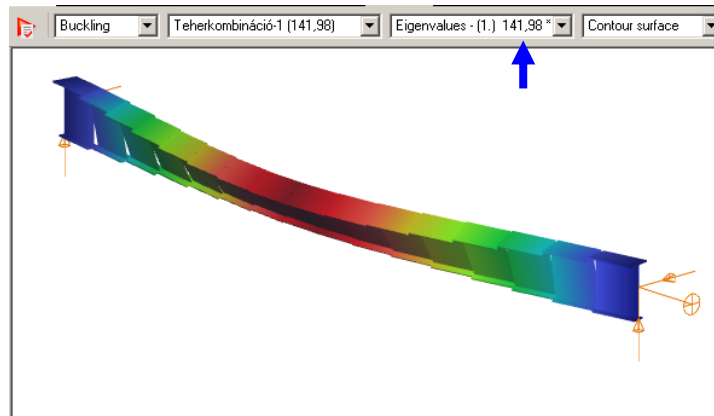 Buckling Teherkombináció-1 (141,98) Eigenvalues - (1.) 141,98 * Contour surface